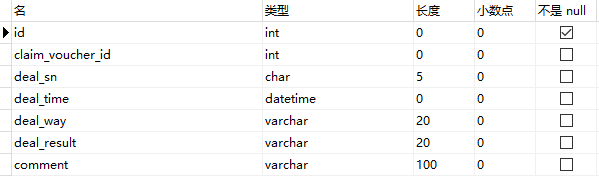 名 类型 长度 小数点 不是 null
id int 0 0
claim_voucher_id int 0 0
deal_sn char 5 0
deal_time datetime 0 0
deal_way varchar 20 0
deal_result varchar 20 0
comment varchar 100 0